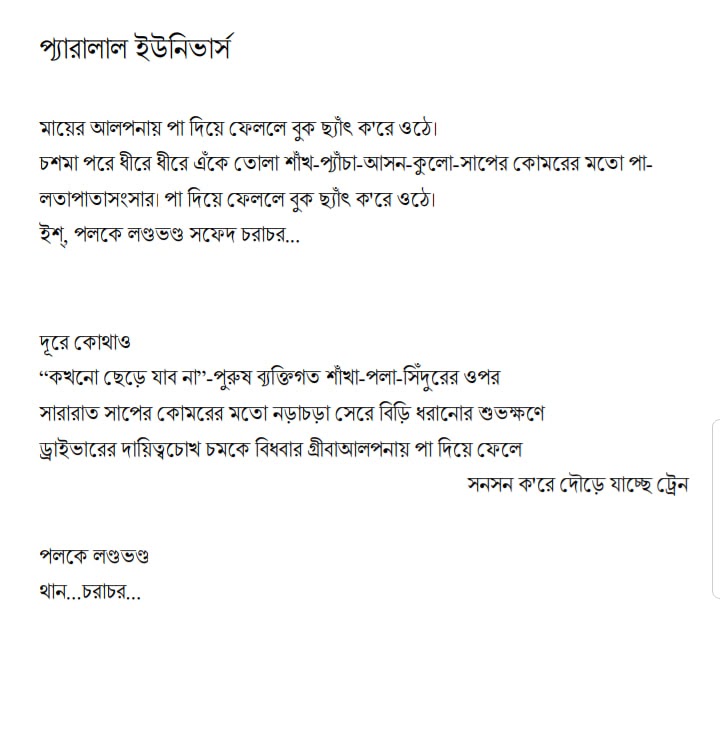 প্যারালাল ইউনিভার্স
মায়ের আলপনায় পা দিয়ে ফেললে বুক ছ্যাঁৎ ক'রে ওঠে।
চশমা পরে ধীরে ধীরে এঁকে তোলা শাঁখ-প্যাঁচা-আসন-কুলো-সাপের কোমরের মতো পা-
লতাপাতাসংসার। পা দিয়ে ফেললে বুক ছ্যাঁৎ ক'রে ওঠে।
ইশ্, পলকে লণ্ডভণ্ড সফেদ চরাচর...
দূরে কোথাও
“কখনো ছেড়ে যাব না”-পুরুষ ব্যক্তিগত শাঁখা-পলা-সিঁদুরের ওপর
সারারাত সাপের কোমরের মতো নড়াচড়া সেরে বিড়ি ধরানোর শুভক্ষণে
ড্রাইভারের দায়িত্বচোখ চমকে বিধবার গ্রীবাআলপনায় পা দিয়ে ফেলে
সনসন ক'রে দৌড়ে যাচ্ছে ট্রেন
পলকে লণ্ডভণ্ড
থান...চরাচর...